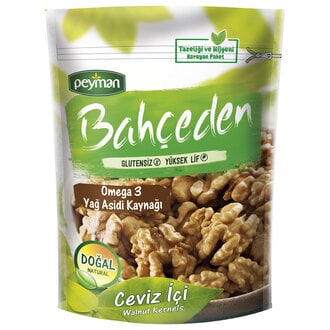 Tazeliği ve Hijyeni
Koruyan Paket
peyman
Bahçeden
GLUTENSİZ YÜKSEK LİF
Omega 3
Yağ Asidi Kaynağı
DOĞAL
NATURAL
Ceviz İçi
Walnut Kernels